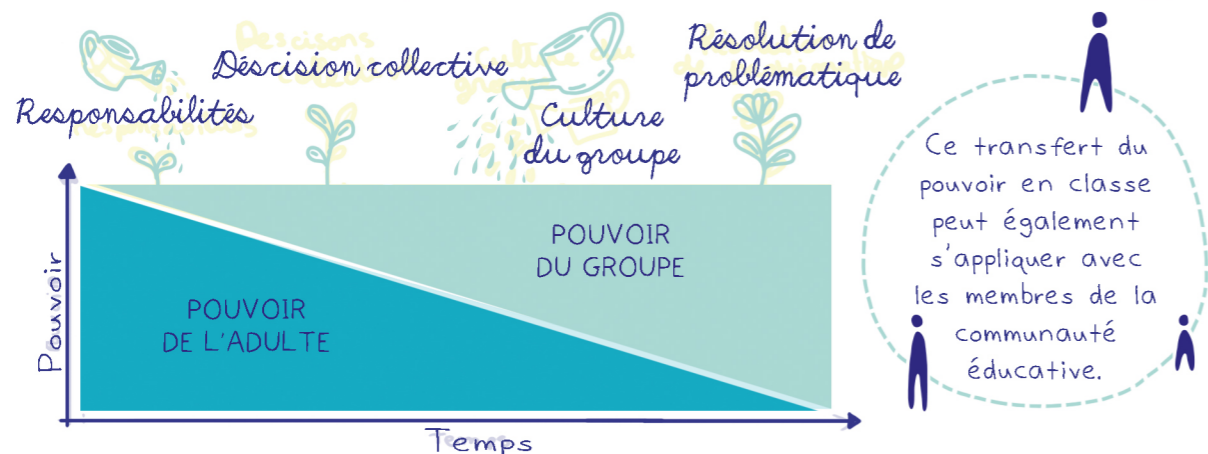 Responsabilités
Déscision collective
Culture
du groupe
Résolution de
problématique
Pouvoir
POUVOIR
DE L'ADULTE
POUVOIR
DU GROUPE
Temps
Ce transfert du
pouvoir en classe
peut également
s'appliquer avec
les membres de la
communauté
éducative.